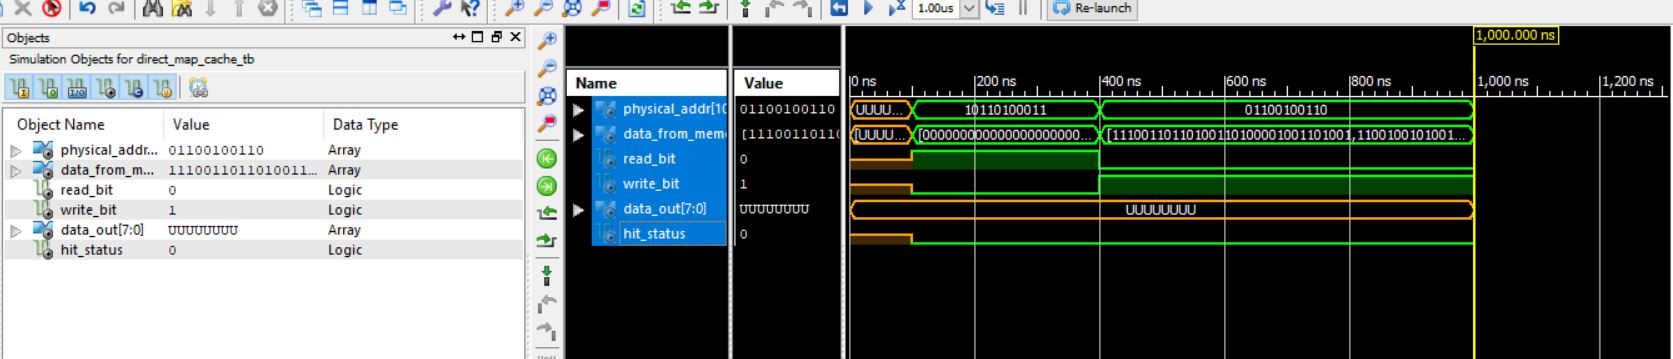 1.00us
Re-launch
Objects
Simulation Objects for direct_map_cache_tb
Object Name Value Data Type
physical_addr... 01100100110 Array
data_from_m... 1110011011010011... Array
read_bit 0 Logic
write_bit 1 Logic
data_out[7:0] UUUUUUUU Array
hit_status 0 Logic
Name Value
physical_addr[10 01100100110
data_from_mem [11100110110
read_bit 0
write_bit 1
data_out[7:0] UUUUUUUU
hit_status 0
1,000.000 ns
0 ns 200 ns 400 ns 600 ns 800 ns 1,000 ns 1,200 ns
UUUU... 10110100011 01100100110
[UUUU... [000000000000000000000... [11100110110100110100001001101001,1100100101001...
UUUUUUUU